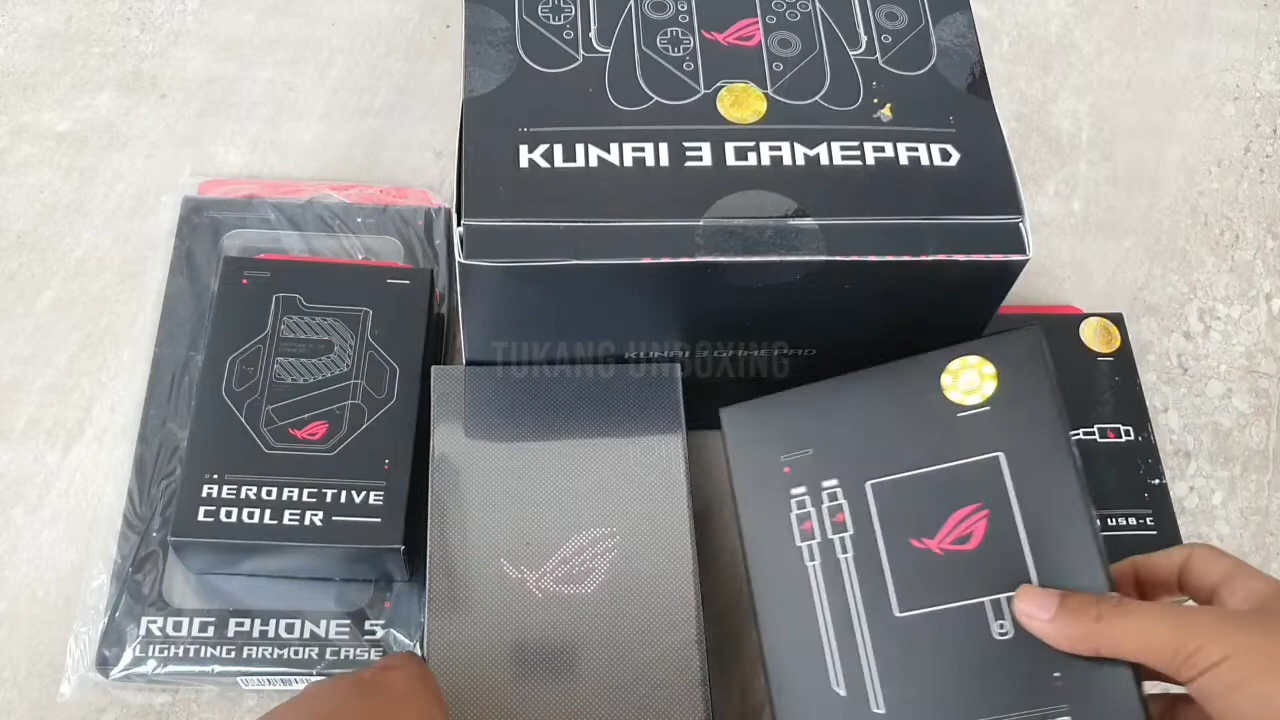 KUNAI 3 GAMEPAD
KUNAI 3 GAMEPAD
TUKANG UNBOXING
AEROACTIVE
COOLER
USB-C
ROG PHONE 5
LIGHTING ARMOR CASE